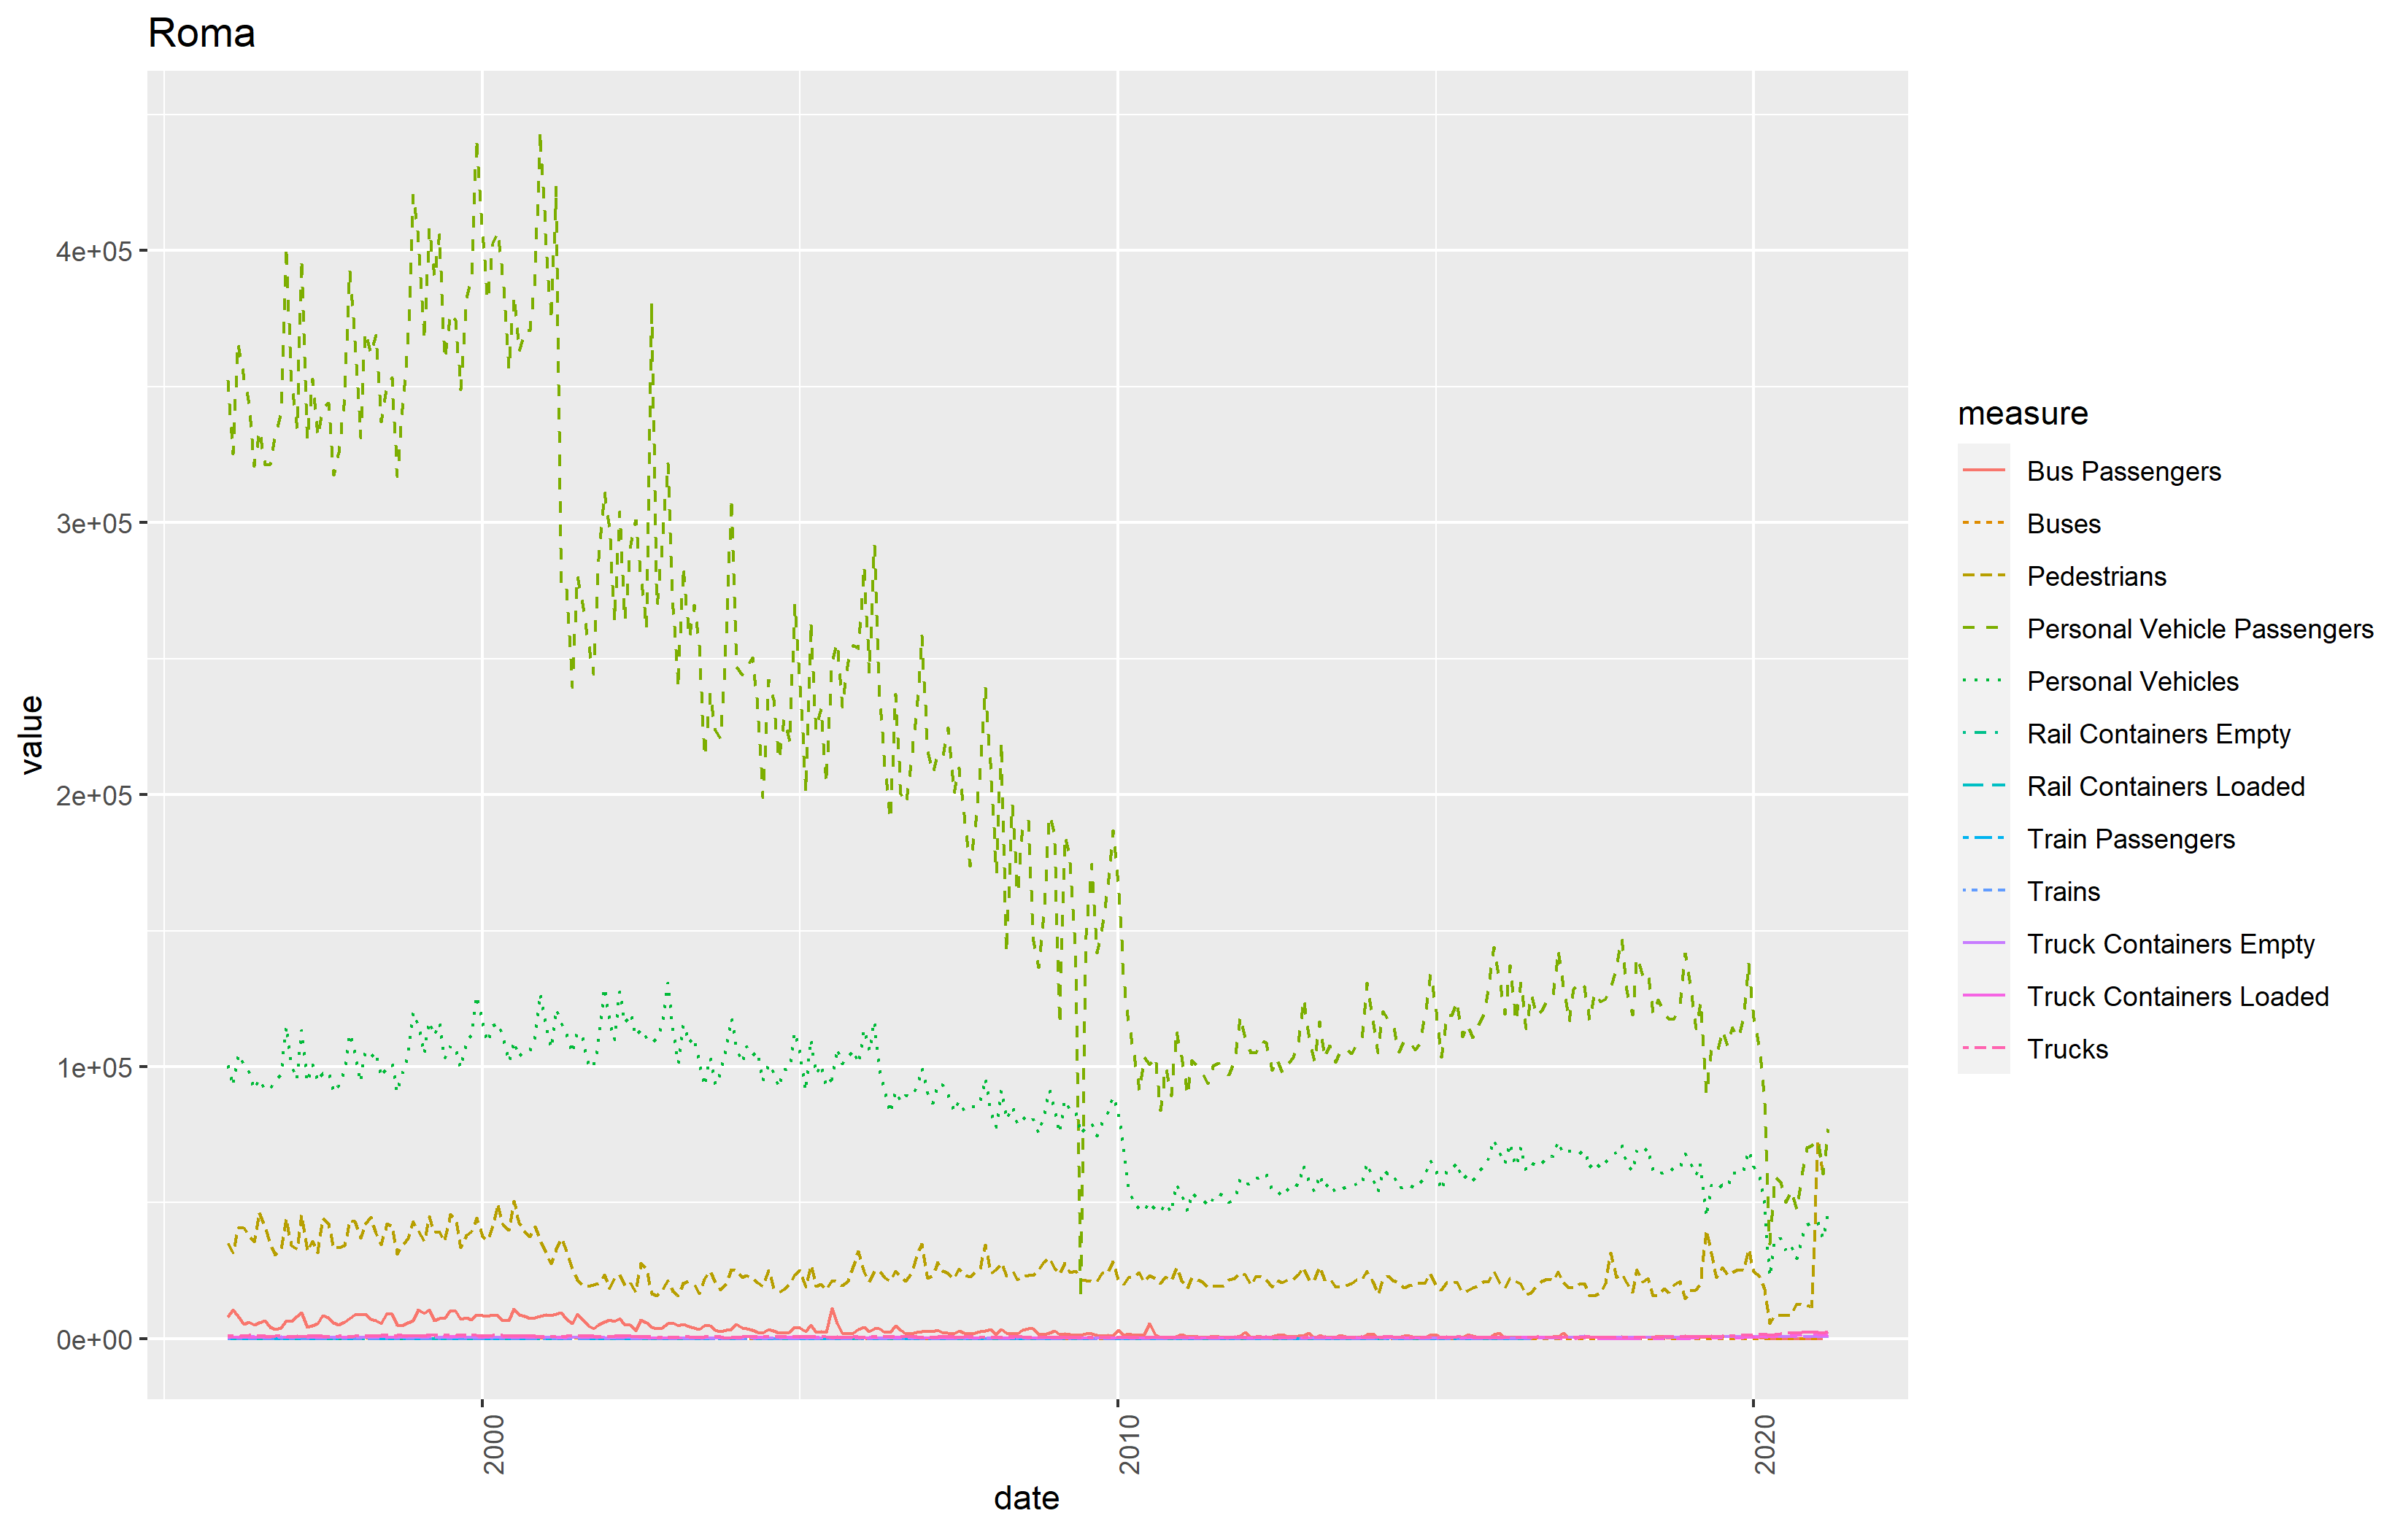 Roma
4e+05
3e+05
2e+05
1e+05
0e+00
value
2000
2010
2020
date
measure
Bus Passengers
Buses
Pedestrians
Personal Vehicle Passengers
Personal Vehicles
Rail Containers Empty
Rail Containers Loaded
Train Passengers
Trains
Truck Containers Empty
Truck Containers Loaded
Trucks